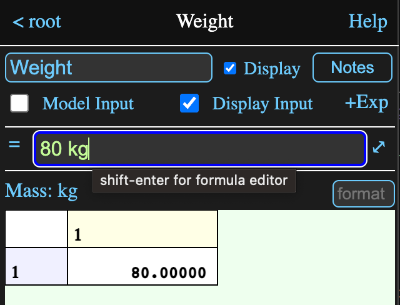 < root Weight Help
Weight Display Notes
Model Input Display Input +Exp
= 80 kg
shift-enter for formula editor
Mass: kg format
1
1 80.00000